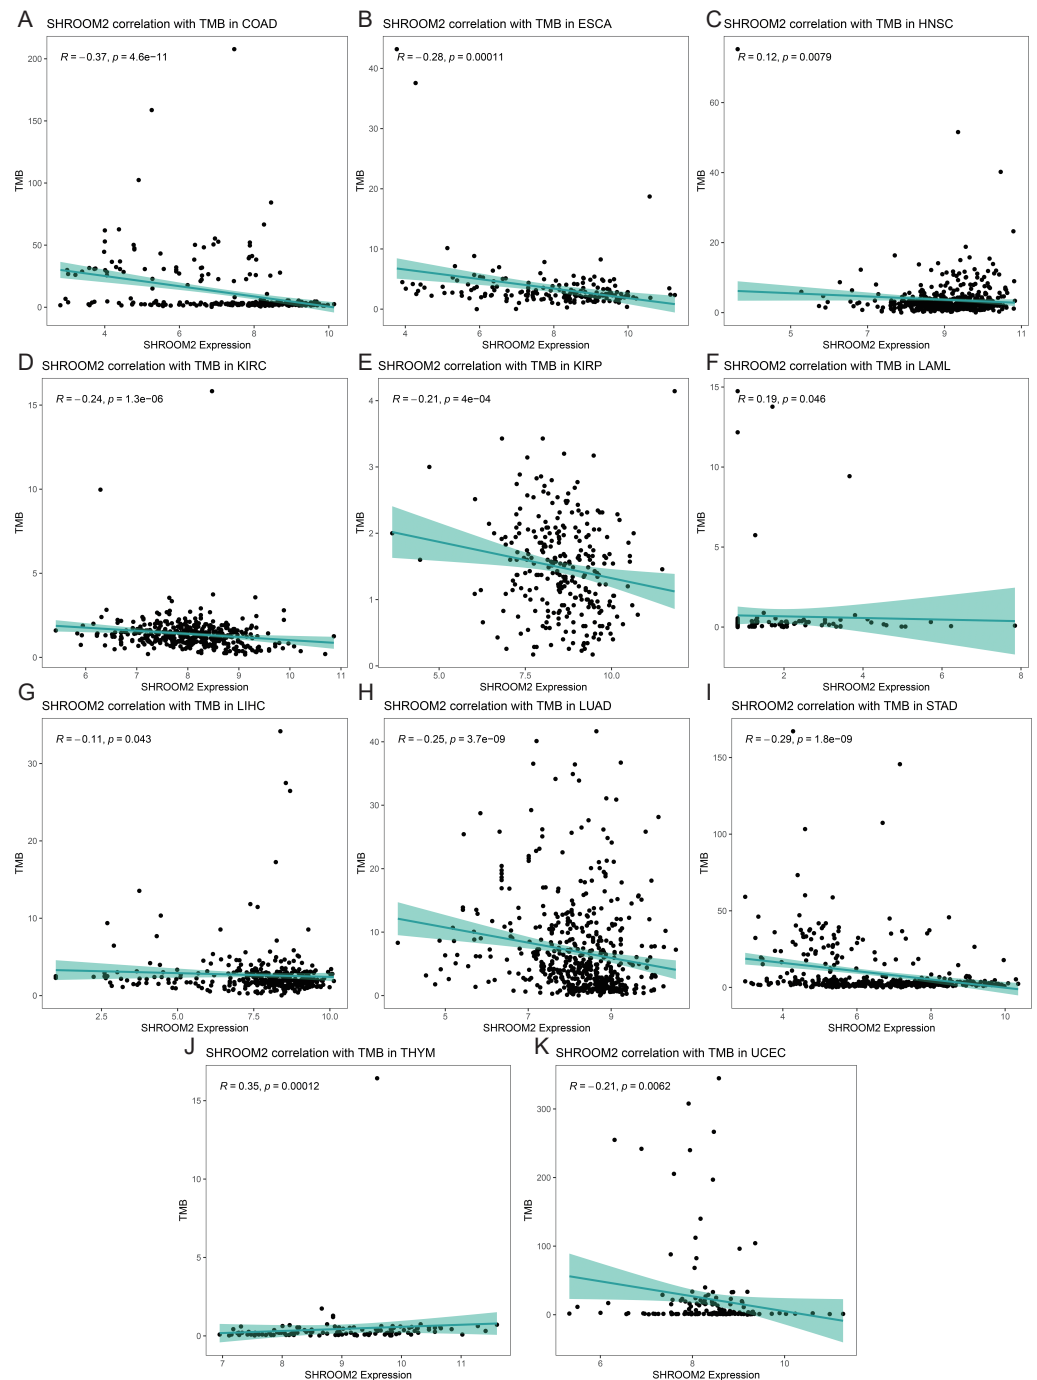 A SHROOM2 correlation with TMB in COAD
R = −0.37, p = 4.6e−11
TMB
200
150
100
50
0
4 6 8 10
SHROOM2 Expression
B SHROOM2 correlation with TMB in ESCA
R = −0.28, p = 0.00011
TMB
40
30
20
10
0
4 6 8 10
SHROOM2 Expression
C SHROOM2 correlation with TMB in HNSC
R = 0.12, p = 0.0079
TMB
60
40
20
0
5 7 9 11
SHROOM2 Expression
D SHROOM2 correlation with TMB in KIRC
R = −0.24, p = 1.3e−06
TMB
15
10
5
0
6 7 8 9 10 11
SHROOM2 Expression
E SHROOM2 correlation with TMB in KIRP
R = −0.21, p = 4e−04
TMB
4
3
2
1
0
5.0 7.5 10.0
SHROOM2 Expression
F SHROOM2 correlation with TMB in LAML
R = 0.19, p = 0.046
TMB
15
10
5
0
2 4 6 8
SHROOM2 Expression
G SHROOM2 correlation with TMB in LIHC
R = −0.11, p = 0.043
TMB
30
20
10
0
2.5 5.0 7.5 10.0
SHROOM2 Expression
H SHROOM2 correlation with TMB in LUAD
R = −0.25, p = 3.7e−09
TMB
40
30
20
10
0
5 7 9
SHROOM2 Expression
I SHROOM2 correlation with TMB in STAD
R = −0.29, p = 1.8e−09
TMB
150
100
50
0
4 6 8 10
SHROOM2 Expression
J SHROOM2 correlation with TMB in THYM
R = 0.35, p = 0.00012
TMB
15
10
5
0
7 8 9 10 11
SHROOM2 Expression
K SHROOM2 correlation with TMB in UCEC
R = −0.21, p = 0.0062
TMB
300
200
100
0
6 8 10
SHROOM2 Expression